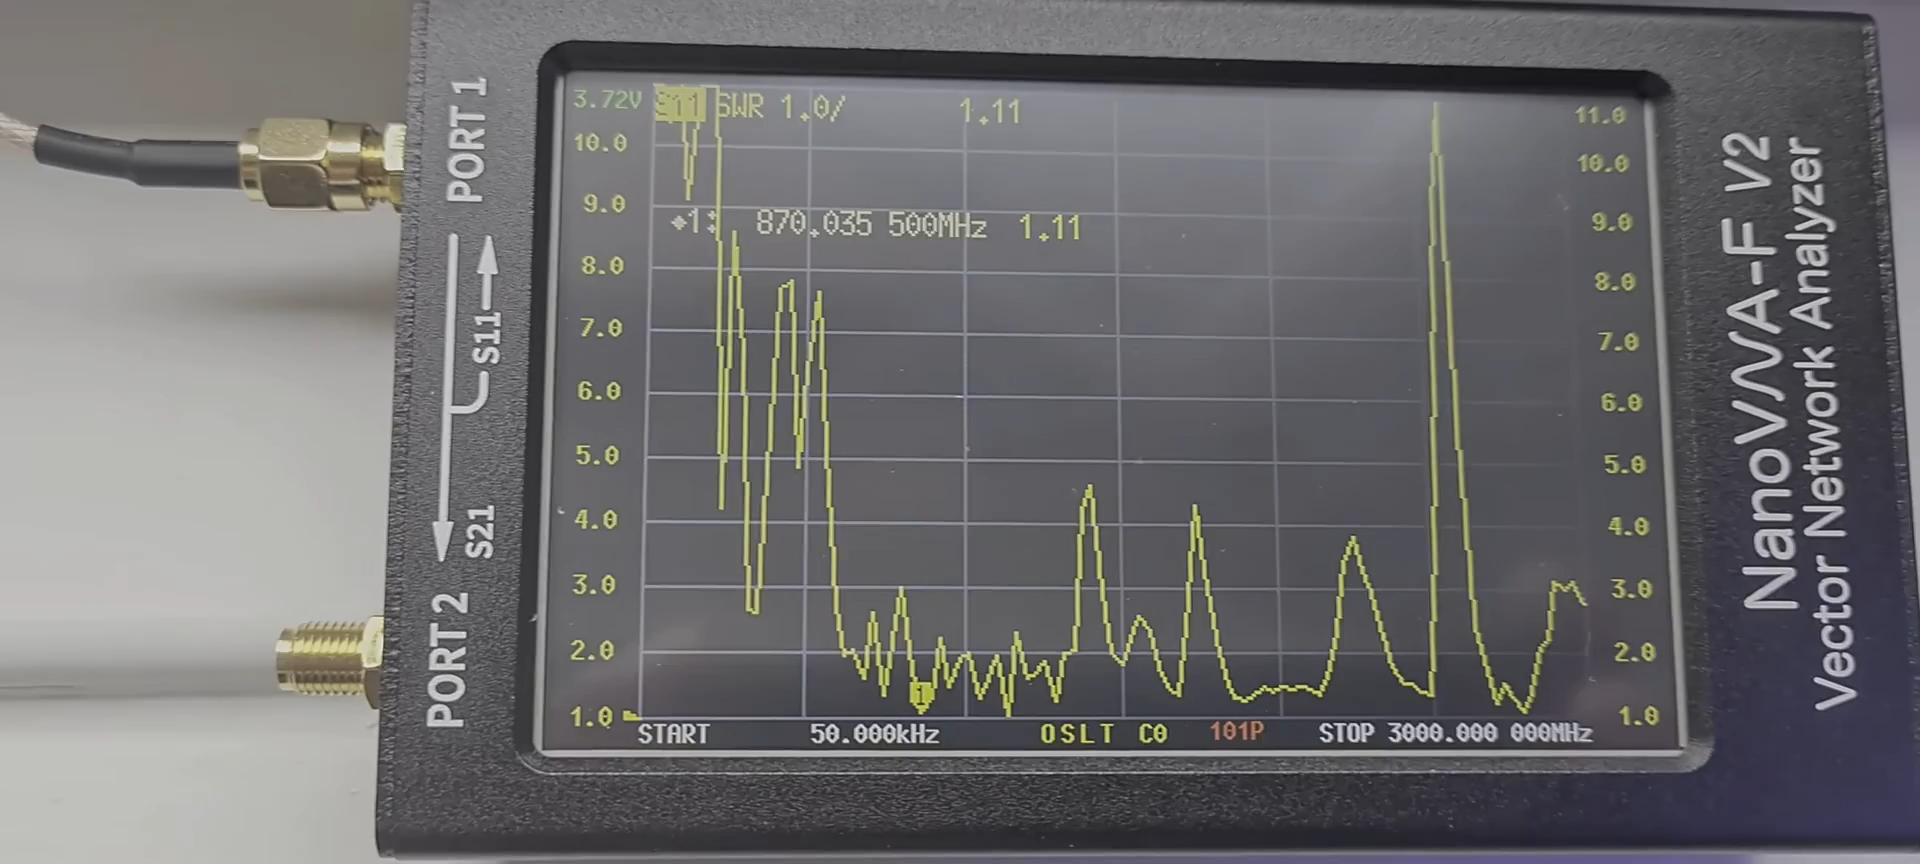 PORT 1
S11
S21
PORT 2
3.72V S11 SWR 1.0/ 1.11
1: 870.035 500MHz 1.11
10.0
9.0
8.0
7.0
6.0
5.0
4.0
3.0
2.0
1.0
11.0
10.0
9.0
8.0
7.0
6.0
5.0
4.0
3.0
2.0
1.0
1
START 50.000kHz OSLT C0 101P STOP 3000.000 000MHz
NanoVNA-F V2
Vector Network Analyzer